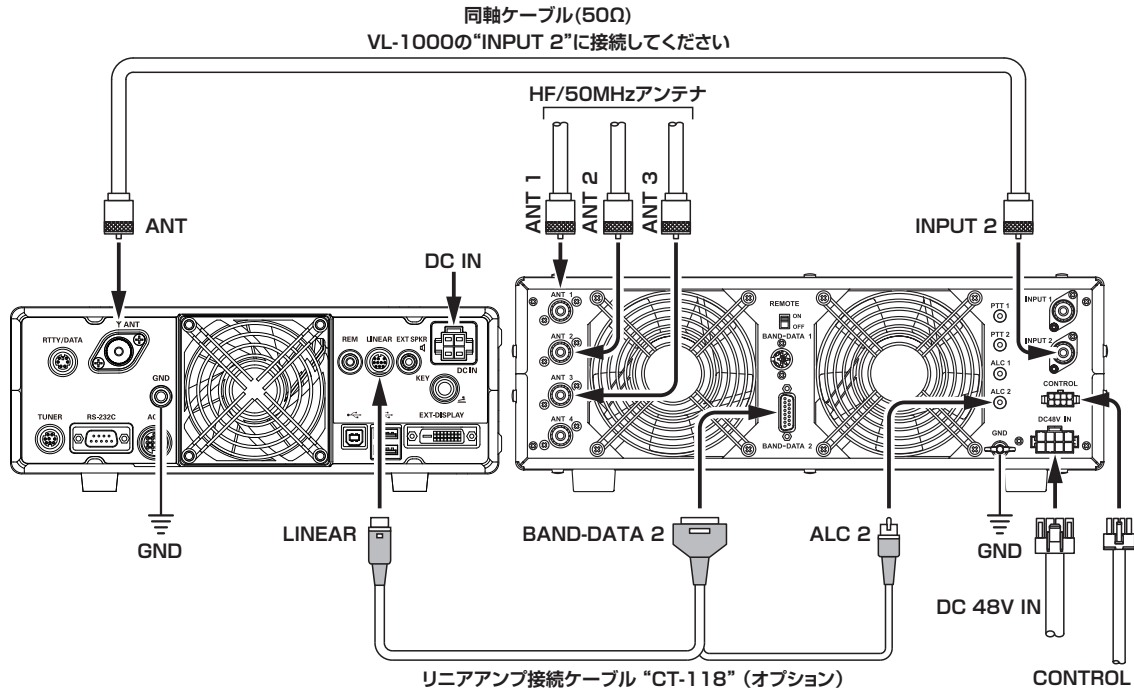 同軸ケーブル(50Ω)
VL-1000の“INPUT 2”に接続してください
HF/50MHzアンテナ
ANT 1
ANT 2
ANT 3
ANT
INPUT 2
DC IN
Y ANT
RTTY/DATA
GND
TUNER
RS-232C
REM
LINEAR
EXT SPKR
DC IN
KEY
EXT-DISPLAY
ANT 1
ANT 2
ANT 3
ANT 4
REMOTE
ON
OFF
BAND-DATA 1
BAND-DATA 2
PTT 1
PTT 2
ALC 1
ALC 2
GND
INPUT 1
INPUT 2
CONTROL
DC48V IN
GND
LINEAR
BAND-DATA 2
ALC 2
GND
DC 48V IN
CONTROL
リニアアンプ接続ケーブル “CT-118”（オプション）